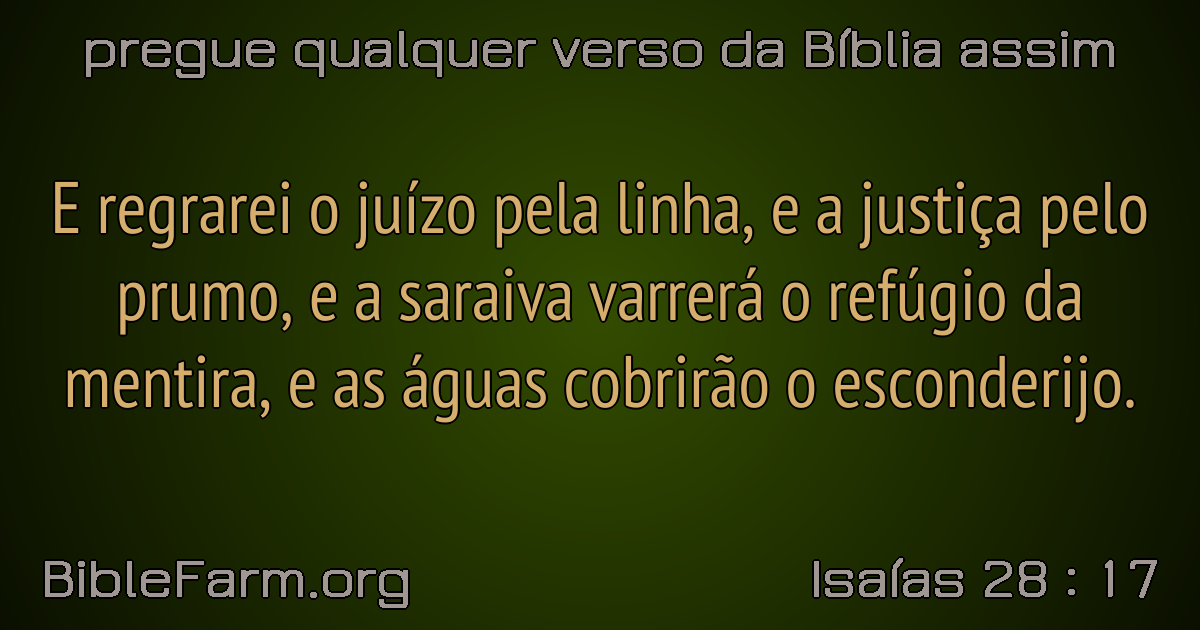 pregue qualquer verso da Bíblia assim
E regrarei o juízo pela linha, e a justiça pelo
prumo, e a saraiva varrerá o refúgio da
mentira, e as águas cobrirão o esconderijo.
BibleFarm.org
Isaías 28 : 17